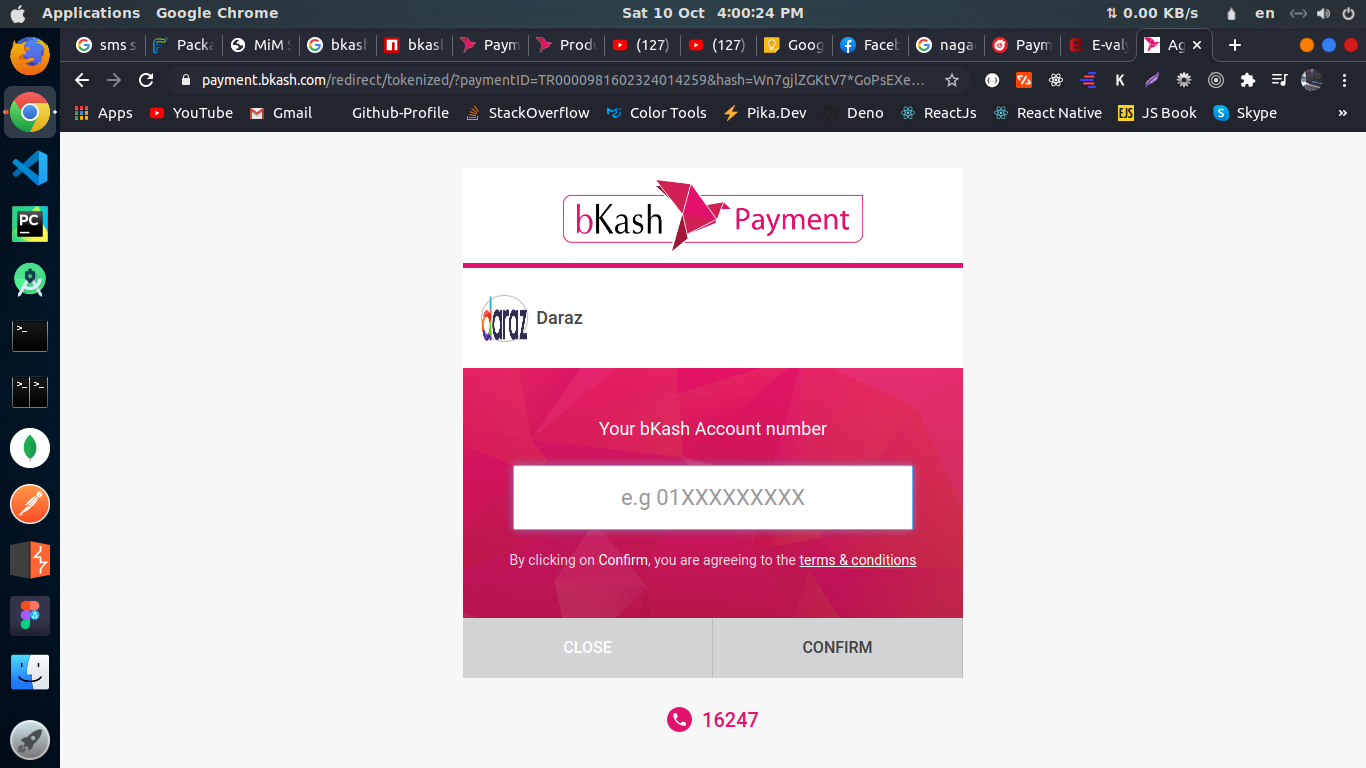 Applications Google Chrome Sat 10 Oct 4:00:24 PM 0.00 KB/s en
sms s Packa MiM S bkash bkash Paym Produ (127) (127) Goog Faceb naga Paym E-valy Ag
payment.bkash.com/redirect/tokenized/?paymentID=TR0000981602324014259&hash=Wn7gjlZGKtV7*GoPsEXe...
Apps YouTube Gmail Github-Profile StackOverflow Color Tools Pika.Dev Deno ReactJs React Native JS Book Skype »
bKash Payment
daraz Daraz
Your bKash Account number
e.g 01XXXXXXXXX
By clicking on Confirm, you are agreeing to the terms & conditions
CLOSE CONFIRM
16247